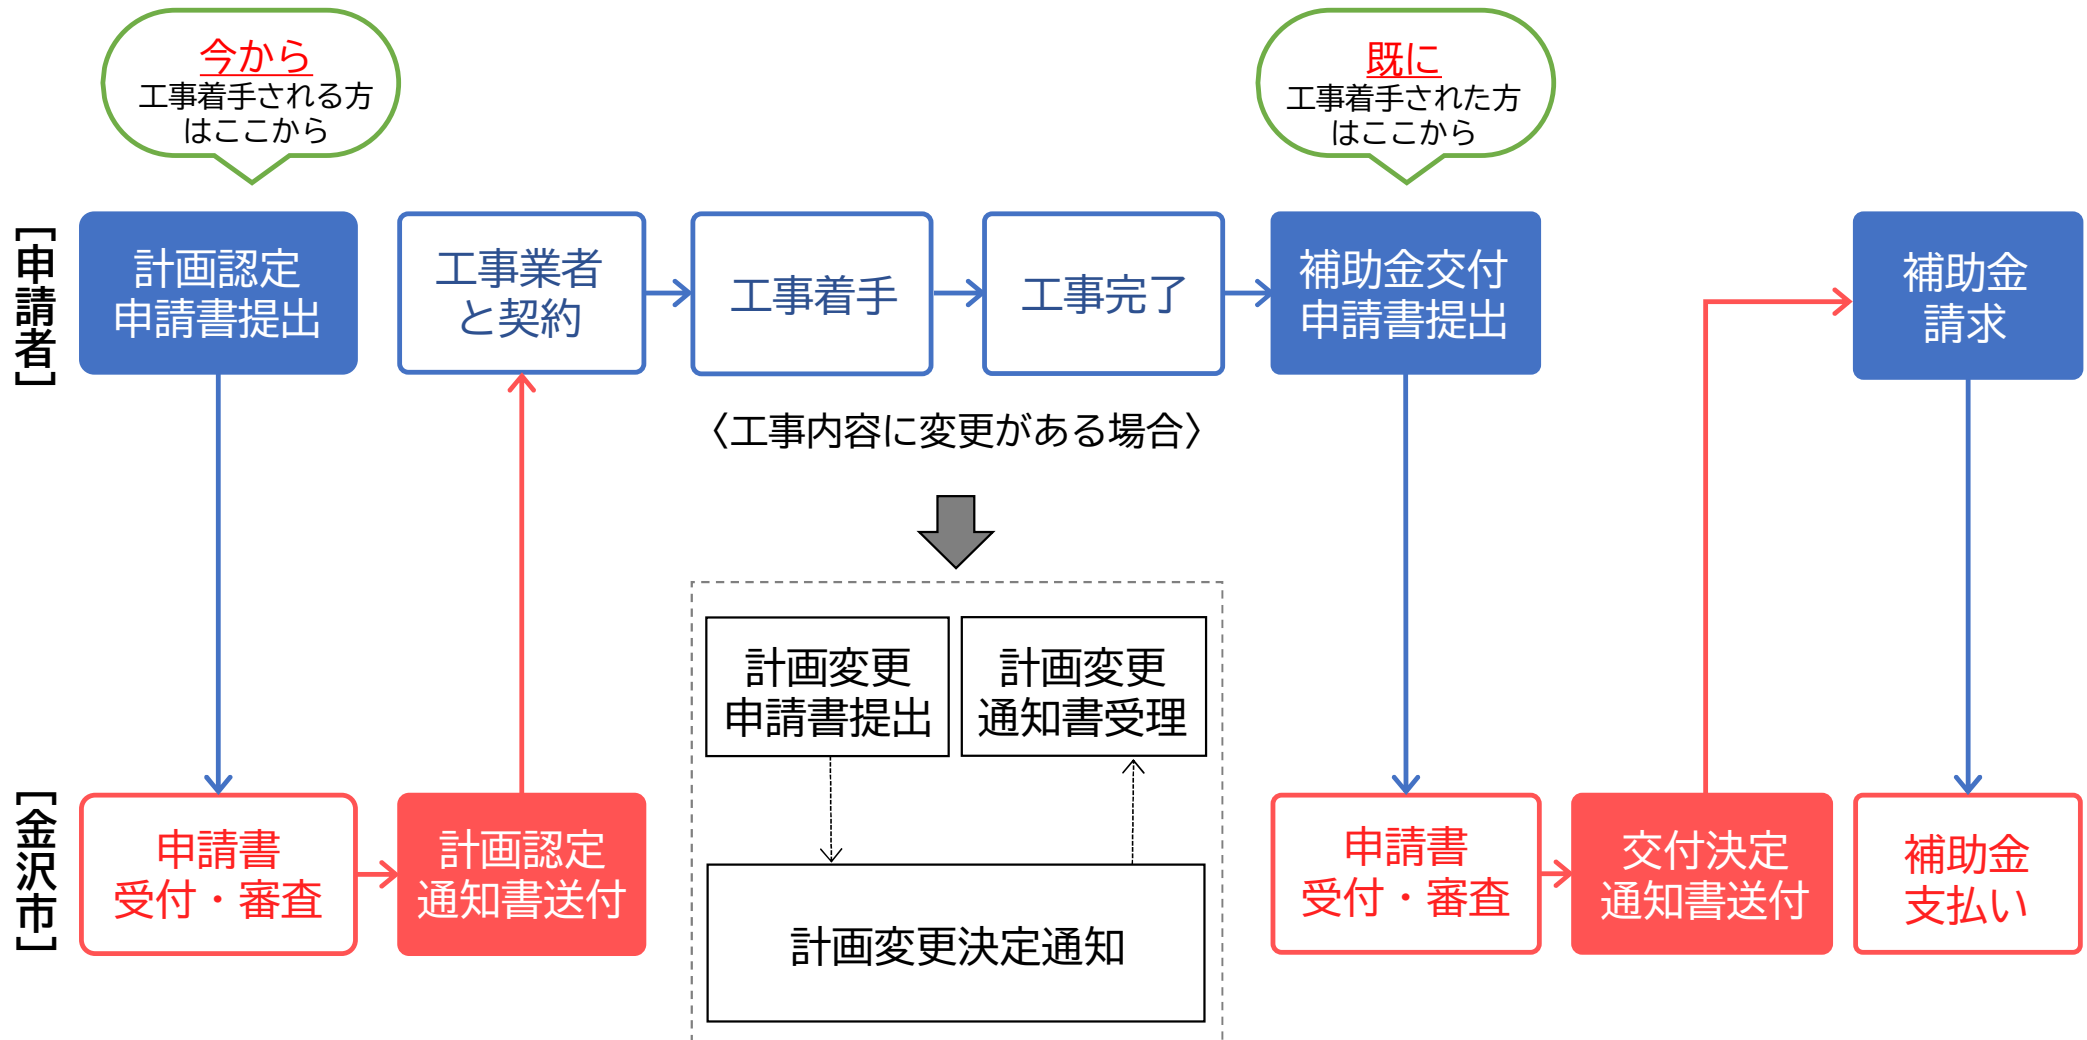 今から
工事着手される方
はここから
既に
工事着手された方
はここから
［申請者］
計画認定
申請書提出
工事業者
と契約
工事着手
工事完了
補助金交付
申請書提出
補助金
請求
〈工事内容に変更がある場合〉
計画変更
申請書提出
計画変更
通知書受理
計画変更決定通知
［金沢市］
申請書
受付・審査
計画認定
通知書送付
申請書
受付・審査
交付決定
通知書送付
補助金
支払い